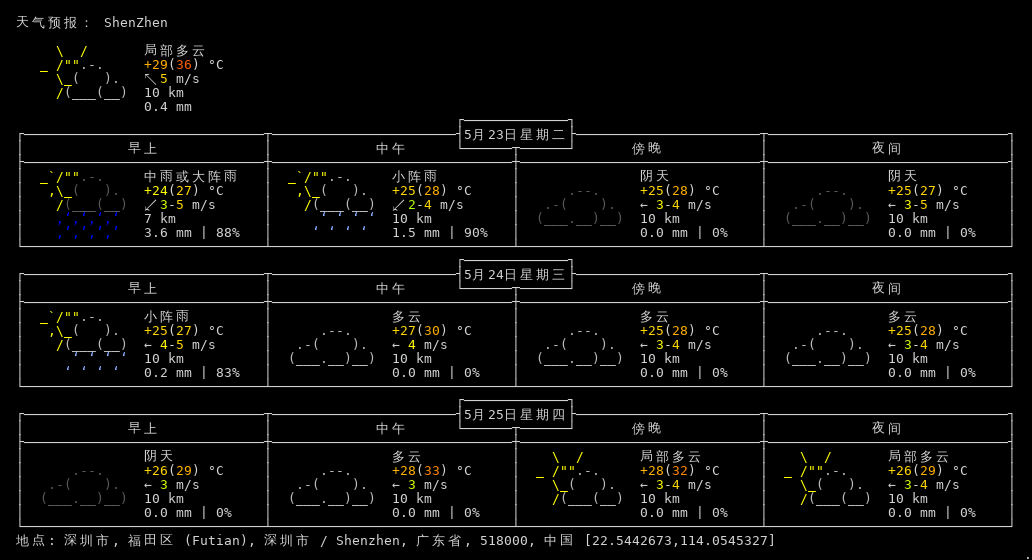 天气预报： ShenZhen
局部多云
+29(36) °C
↖ 5 m/s
10 km
0.4 mm
5月23日星期二
早上 中午 傍晚 夜间
中雨或大阵雨 小阵雨 阴天 阴天
+24(27) °C +25(28) °C +25(28) °C +25(27) °C
↙ 3-5 m/s ↙ 2-4 m/s ← 3-4 m/s ← 3-5 m/s
7 km 10 km 10 km 10 km
3.6 mm | 88% 1.5 mm | 90% 0.0 mm | 0% 0.0 mm | 0%
5月24日星期三
早上 中午 傍晚 夜间
小阵雨 多云 多云 多云
+25(27) °C +27(30) °C +25(28) °C +25(28) °C
← 4-5 m/s ← 4 m/s ← 3-4 m/s ← 3-4 m/s
10 km 10 km 10 km 10 km
0.2 mm | 83% 0.0 mm | 0% 0.0 mm | 0% 0.0 mm | 0%
5月25日星期四
早上 中午 傍晚 夜间
阴天 多云 局部多云 局部多云
+26(29) °C +28(33) °C +28(32) °C +26(29) °C
← 3 m/s ← 3 m/s ← 3-4 m/s ← 3-4 m/s
10 km 10 km 10 km 10 km
0.0 mm | 0% 0.0 mm | 0% 0.0 mm | 0% 0.0 mm | 0%
地点: 深圳市, 福田区 (Futian), 深圳市 / Shenzhen, 广东省, 518000, 中国 [22.5442673,114.0545327]